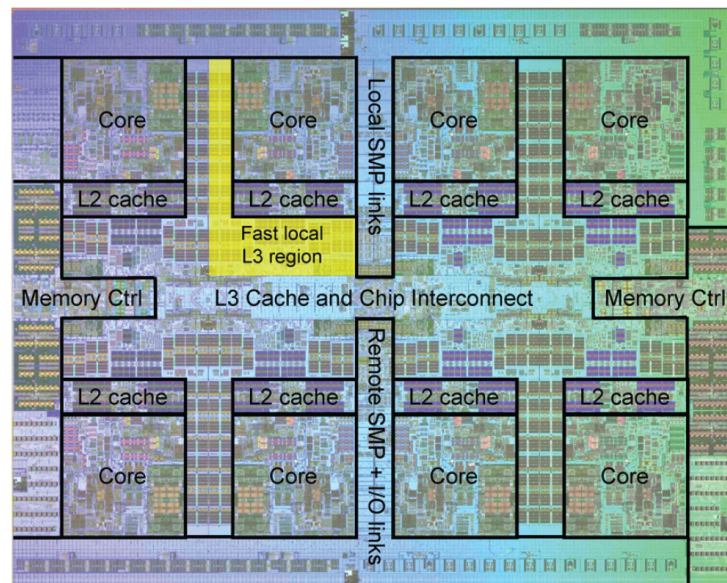 Core
Core
Core
Core
Local SMP links
L2 cache
L2 cache
L2 cache
L2 cache
Fast local
L3 region
Memory Ctrl
L3 Cache and Chip Interconnect
Memory Ctrl
Remote SMP + I/O links
L2 cache
L2 cache
L2 cache
L2 cache
Core
Core
Core
Core